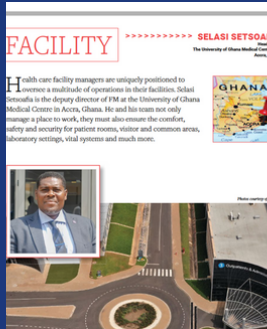 FACILITY
>>>>>>>>>>> SELASI SETSOA
The University of Ghana Medical Cen
Accra,
Health care facility managers are uniquely positioned to
oversee a multitude of operations in their facilities. Selasi
Setsoafia is the deputy director of FM at the University of Ghana
Medical Centre in Accra, Ghana. He and his team not only
manage a place to work, they must also ensure the comfort,
safety and security for patient rooms, visitor and common areas,
laboratory settings, vital systems and much more.
GHANA
Photos courtesy of